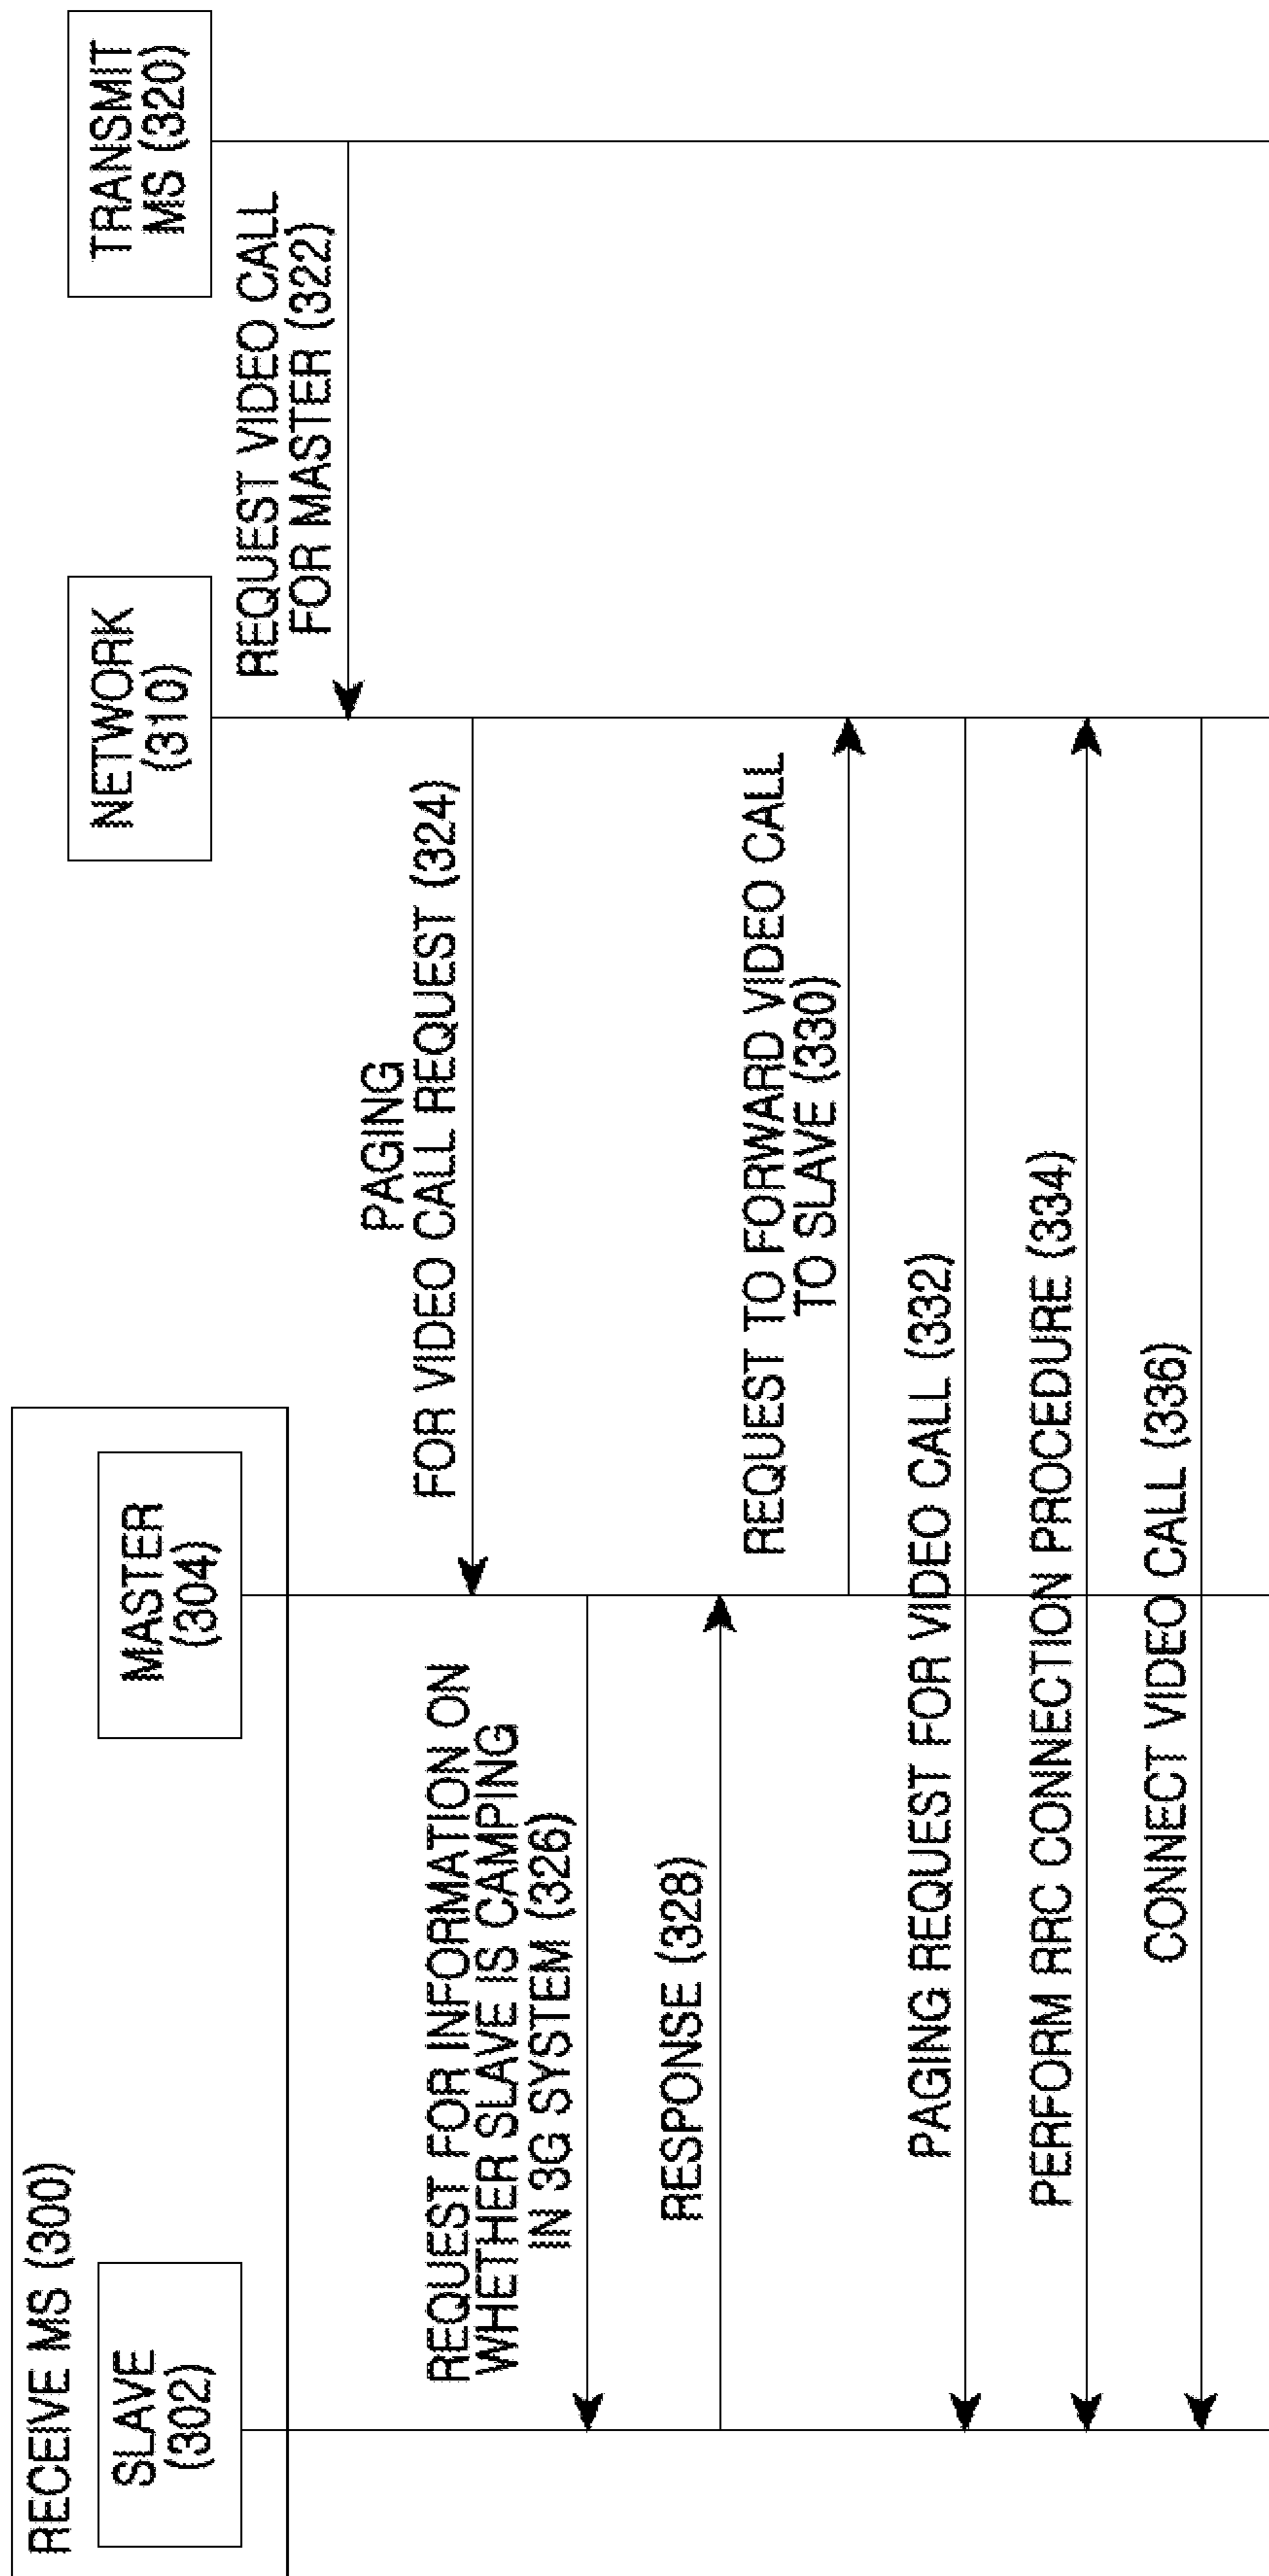 RECEIVE MS (300)
SLAVE
(302)
MASTER
(304)
NETWORK
(310)
TRANSMIT
MS (320)
REQUEST VIDEO CALL
FOR MASTER (322)
PAGING
FOR VIDEO CALL REQUEST (324)
REQUEST FOR INFORMATION ON
WHETHER SLAVE IS CAMPING
IN 3G SYSTEM (326)
RESPONSE (328)
REQUEST TO FORWARD VIDEO CALL
TO SLAVE (330)
PAGING REQUEST FOR VIDEO CALL (332)
PERFORM RRC CONNECTION PROCEDURE (334)
CONNECT VIDEO CALL (336)